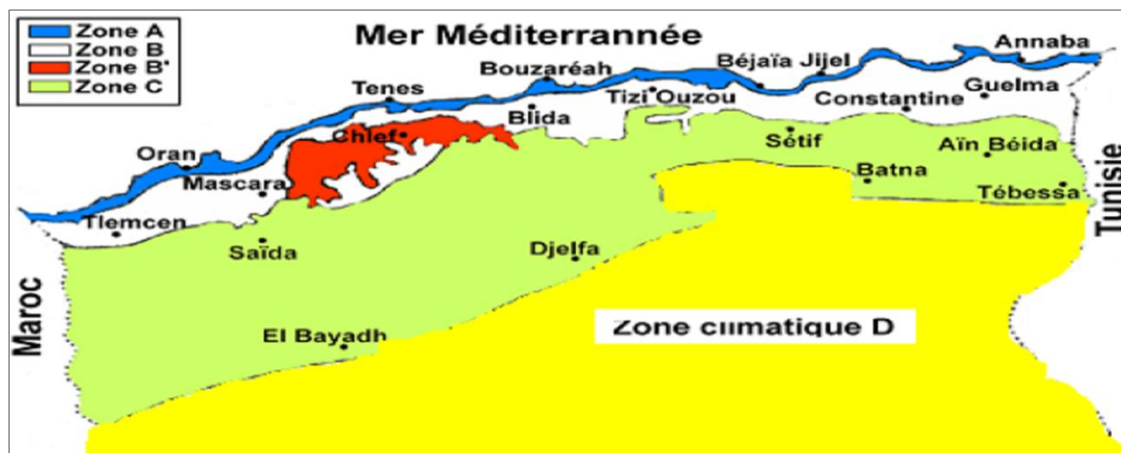 Zone A
Zone B
Zone B'
Zone C
Mer Méditerrannée
Annaba
Bouzaréah
Béjaïa Jijel
Tenes
Guelma
Tizi Ouzou
Constantine
Blida
Chlef
Sétif
Oran
Aïn Béida
Mascara
Batna
Tébessa
Tlemcen
Tunisie
Saïda
Djelfa
Maroc
El Bayadh
Zone climatique D